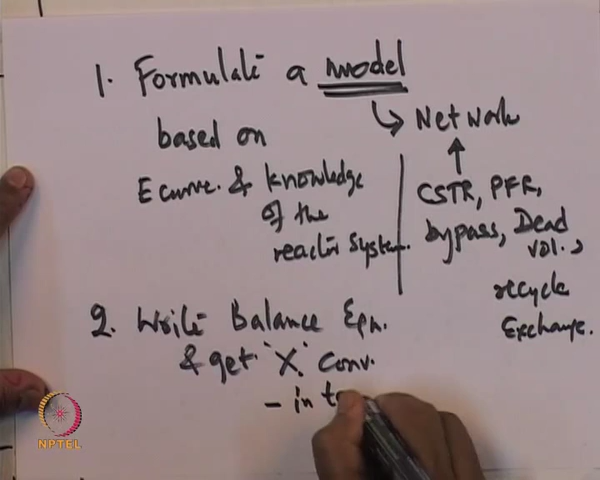 1. Formulate a model
↳ Network
based on
E curve. & knowledge
of the
reactor system.
CSTR, PFR,
bypass, Dead
vol.,
recycle
Exchange.
2. Write Balance Eqn.
& get 'X' Conv.
- in t
NPTEL